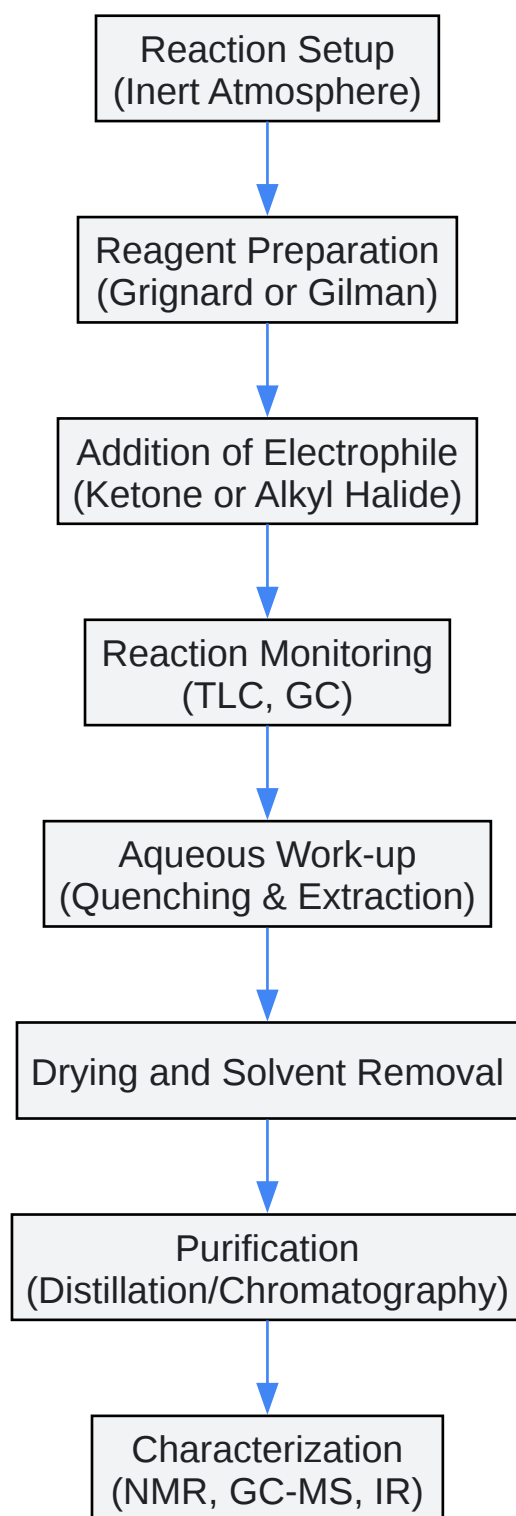 Reaction Setup
(Inert Atmosphere)
Reagent Preparation
(Grignard or Gilman)
Addition of Electrophile
(Ketone or Alkyl Halide)
Reaction Monitoring
(TLC, GC)
Aqueous Work-up
(Quenching & Extraction)
Drying and Solvent Removal
Purification
(Distillation/Chromatography)
Characterization
(NMR, GC-MS, IR)